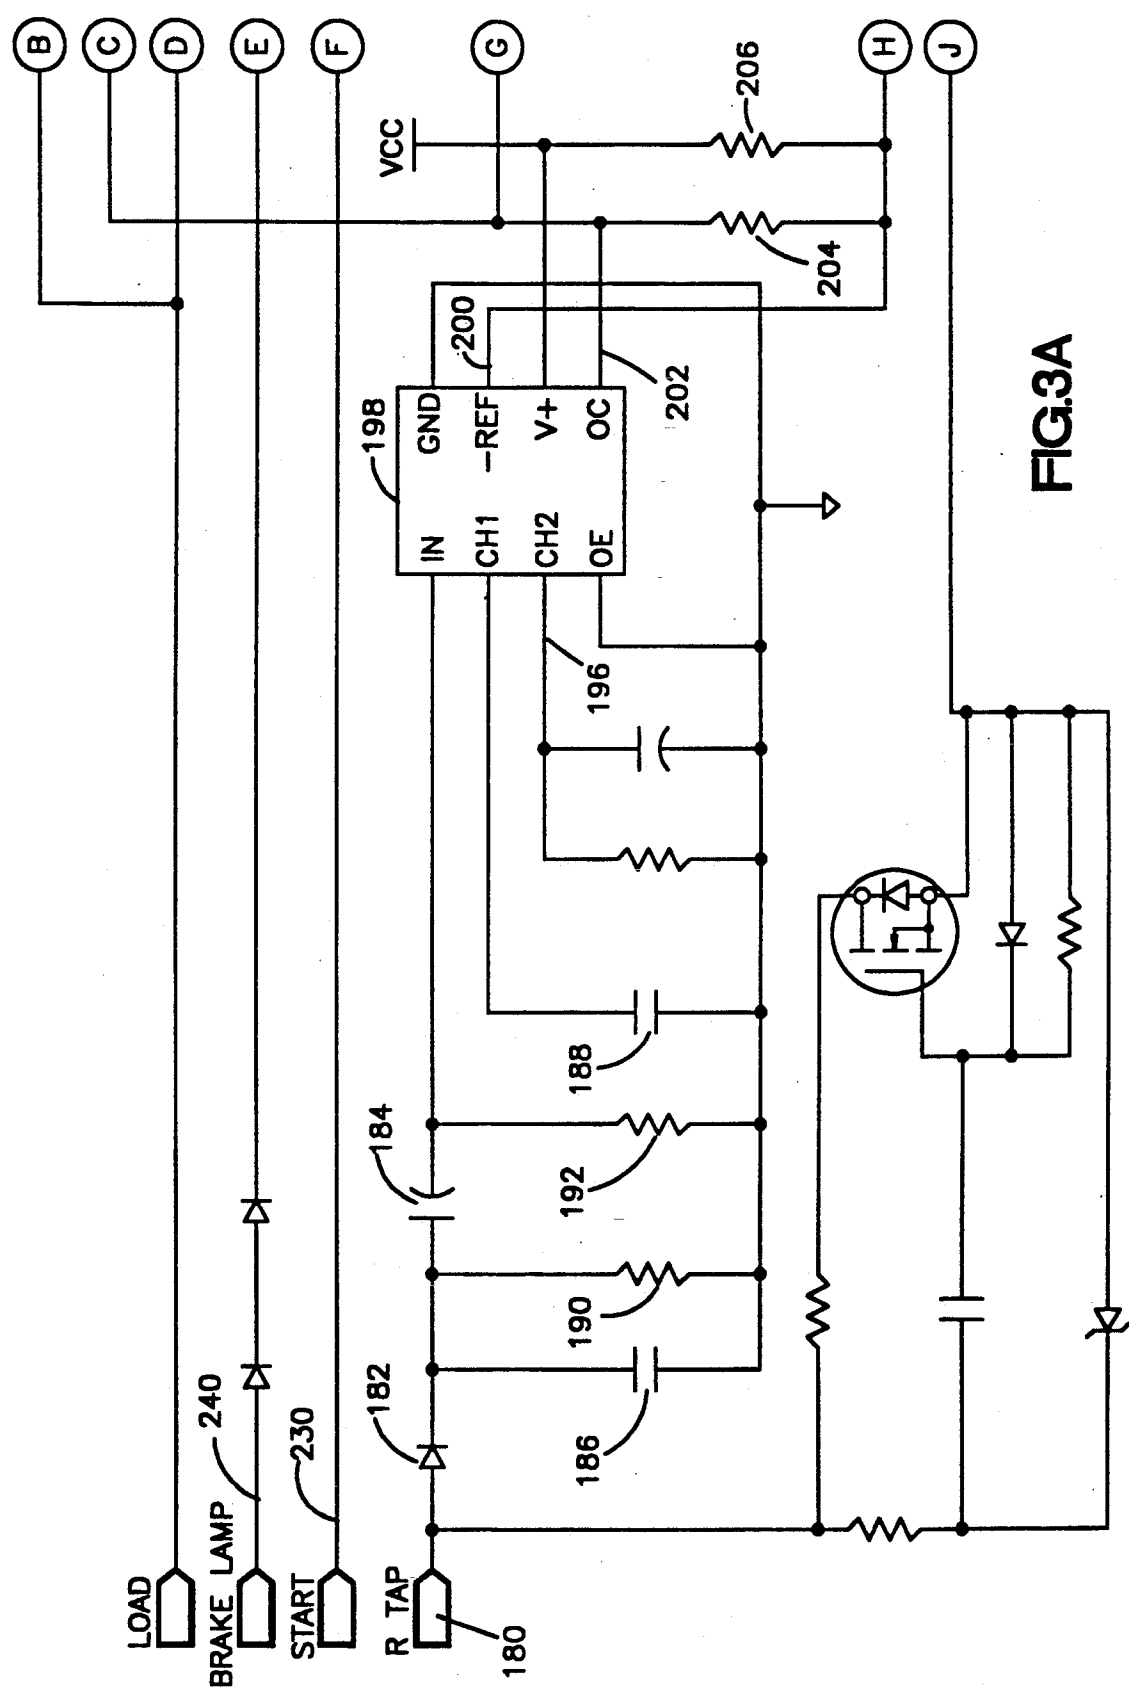 B
C
D
E
F
G
H
J
LOAD
BRAKE LAMP
240
START
230
R TAP
180
182
184
186
190
192
188
196
198
IN
CH1
CH2
OE
GND
–REF
V+
OC
200
202
VCC
204
206
FIG.3A